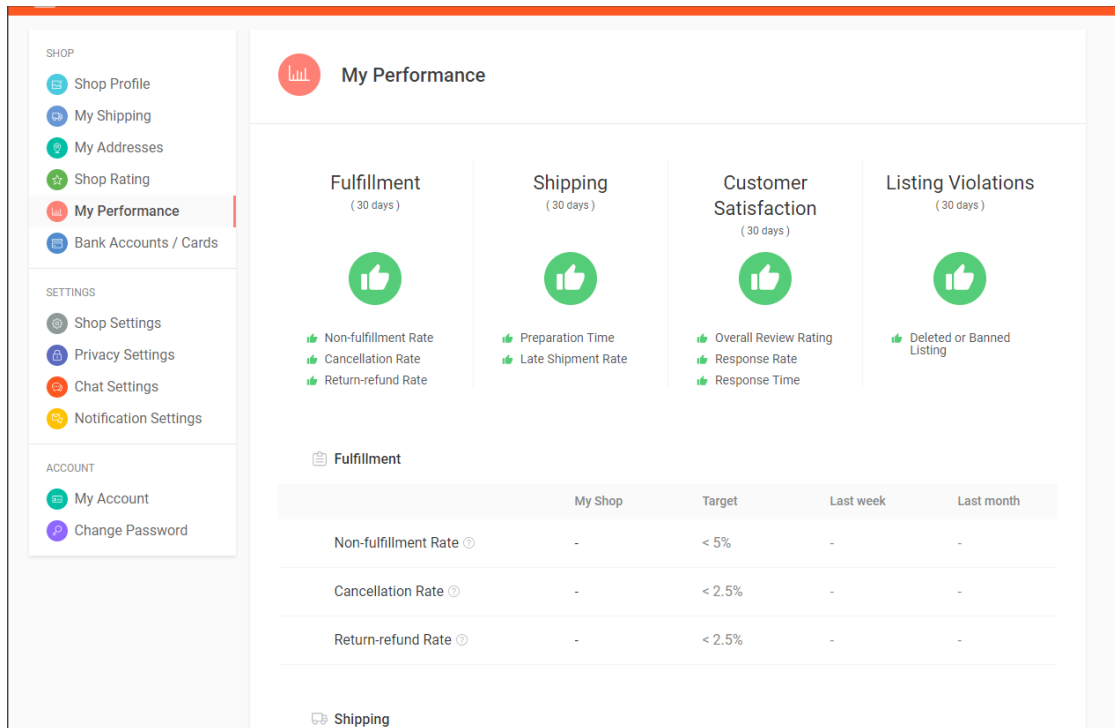 SHOP
Shop Profile
My Shipping
My Addresses
Shop Rating
My Performance
Bank Accounts / Cards
SETTINGS
Shop Settings
Privacy Settings
Chat Settings
Notification Settings
ACCOUNT
My Account
Change Password
My Performance
Fulfillment
( 30 days )
Non-fulfillment Rate
Cancellation Rate
Return-refund Rate
Shipping
( 30 days )
Preparation Time
Late Shipment Rate
Customer
Satisfaction
( 30 days )
Overall Review Rating
Response Rate
Response Time
Listing Violations
( 30 days )
Deleted or Banned
Listing
Fulfillment
My Shop Target Last week Last month
Non-fulfillment Rate ? - < 5% - -
Cancellation Rate ? - < 2.5% - -
Return-refund Rate ? - < 2.5% - -
Shipping